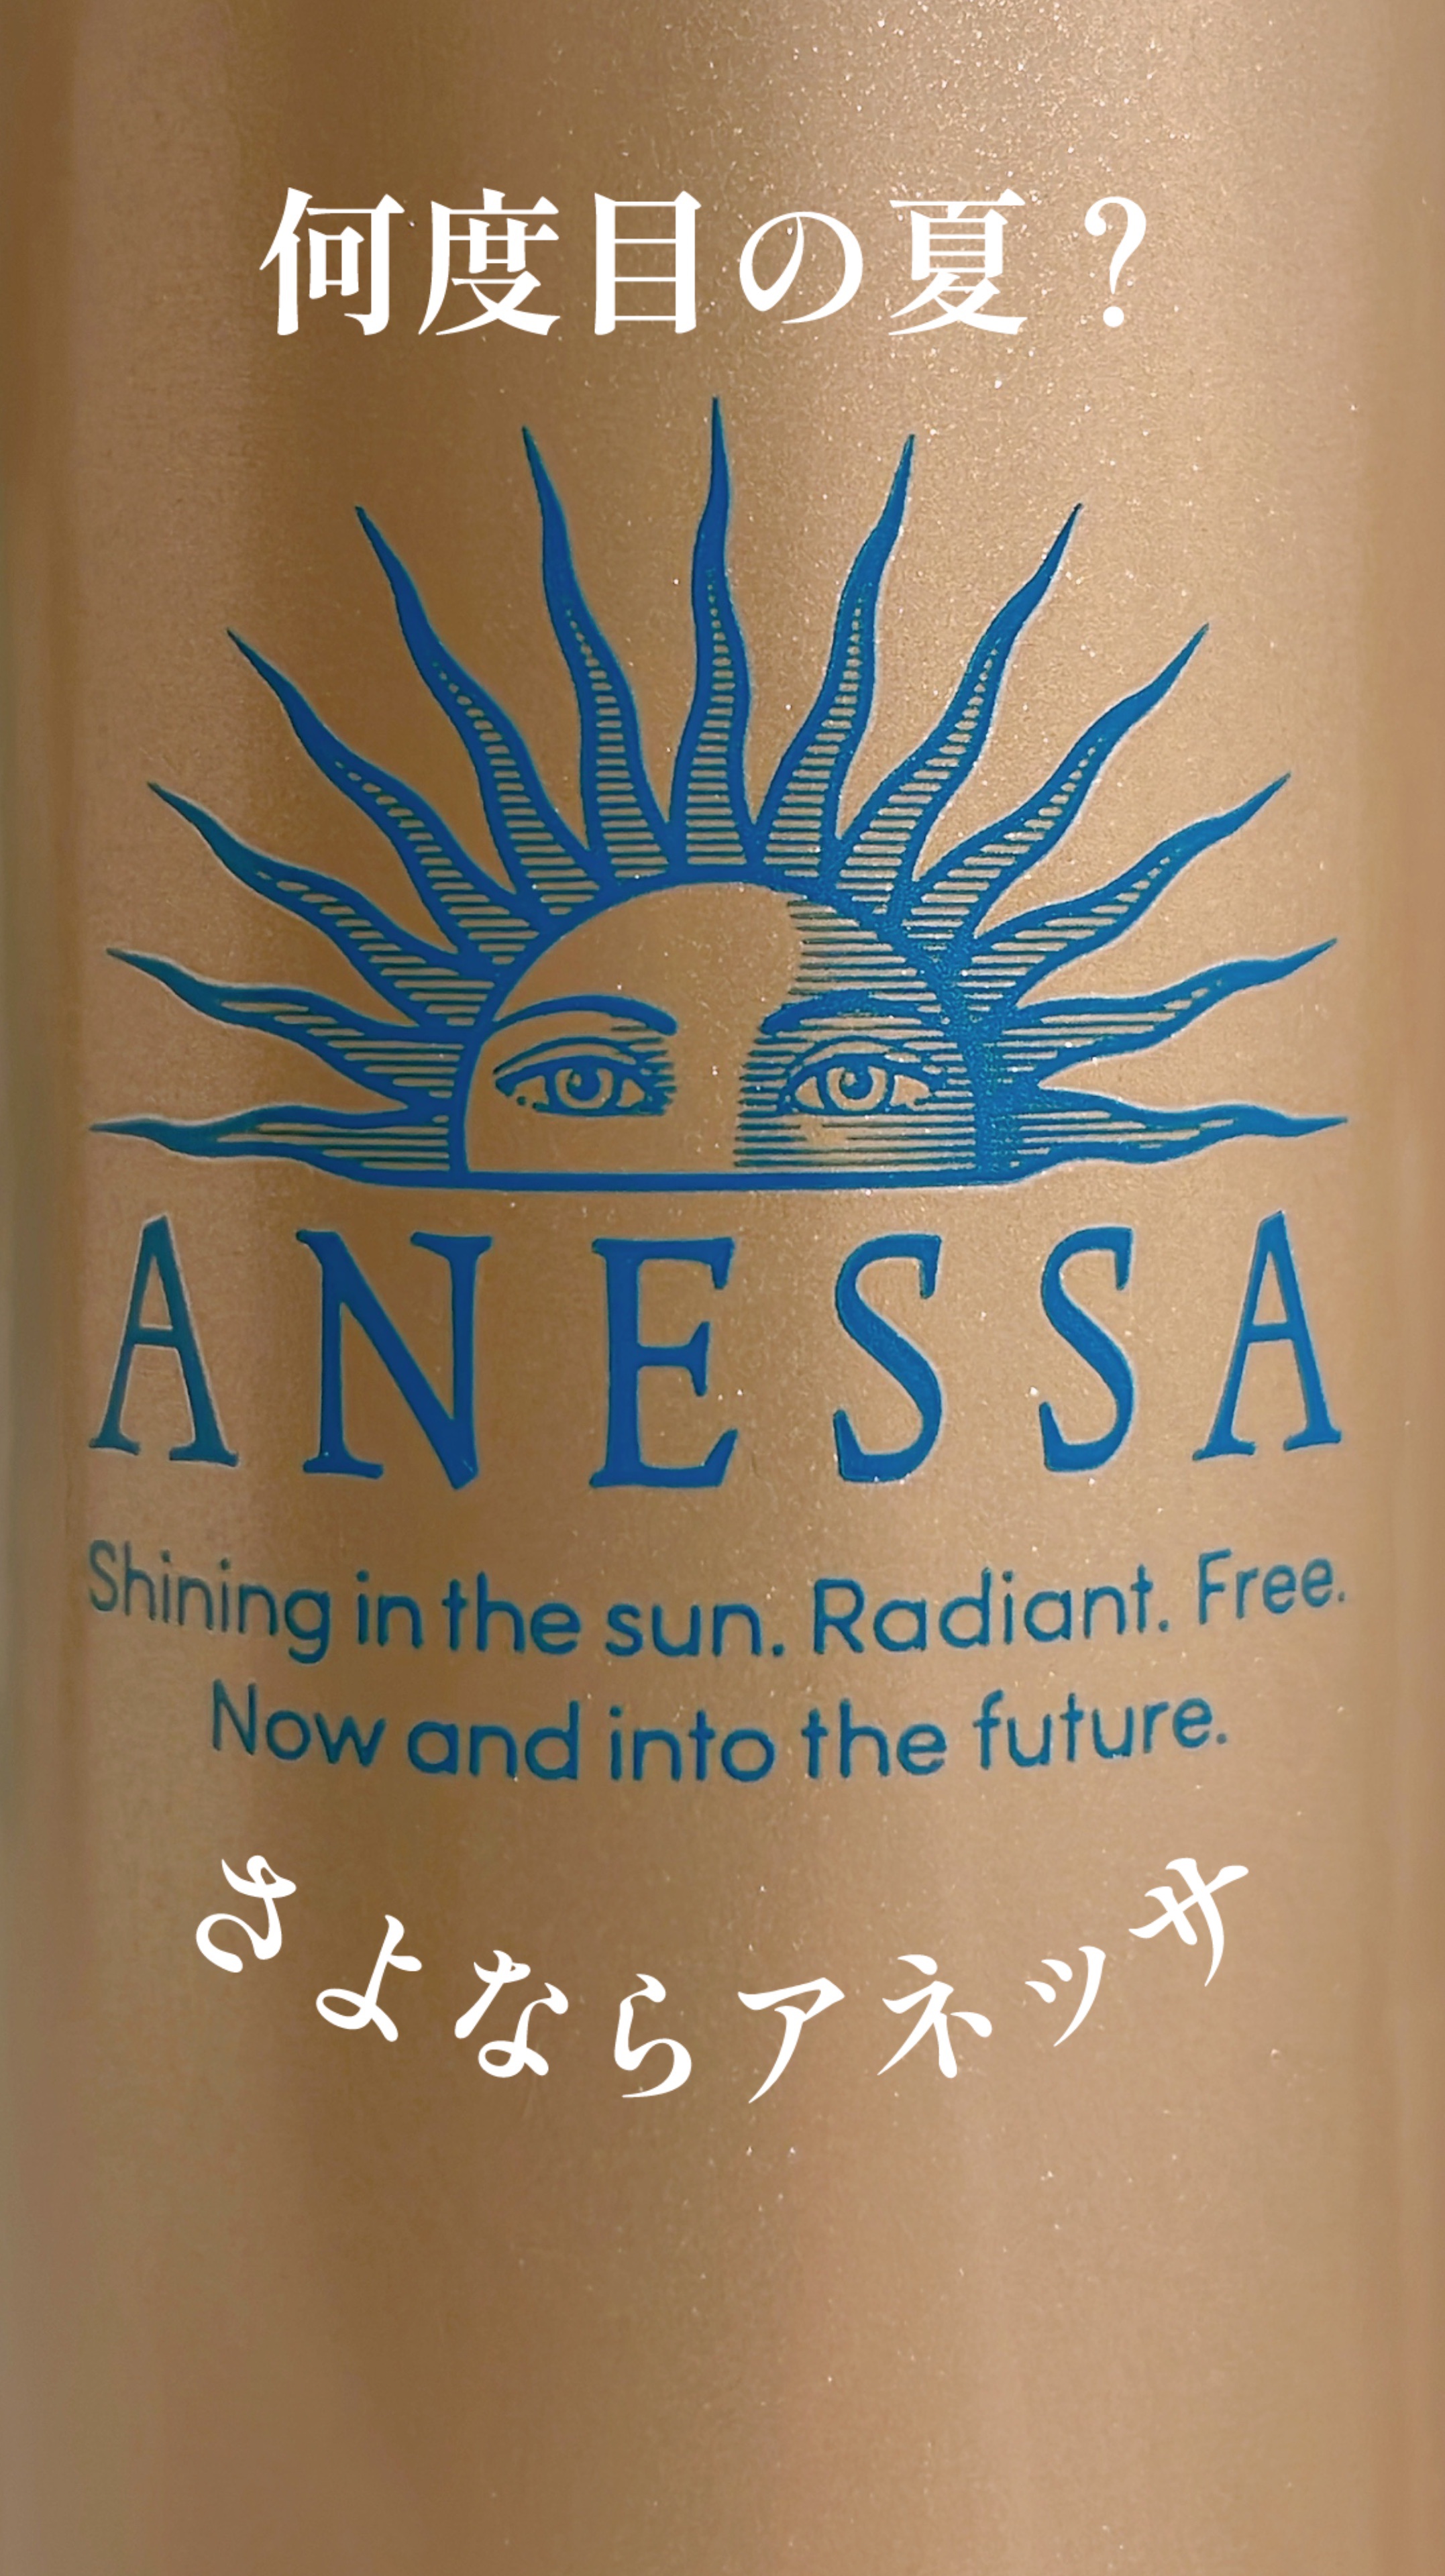 何度目の夏？
ANESSA
Shining in the sun. Radiant. Free.
Now and into the future.
さよならアネッサ